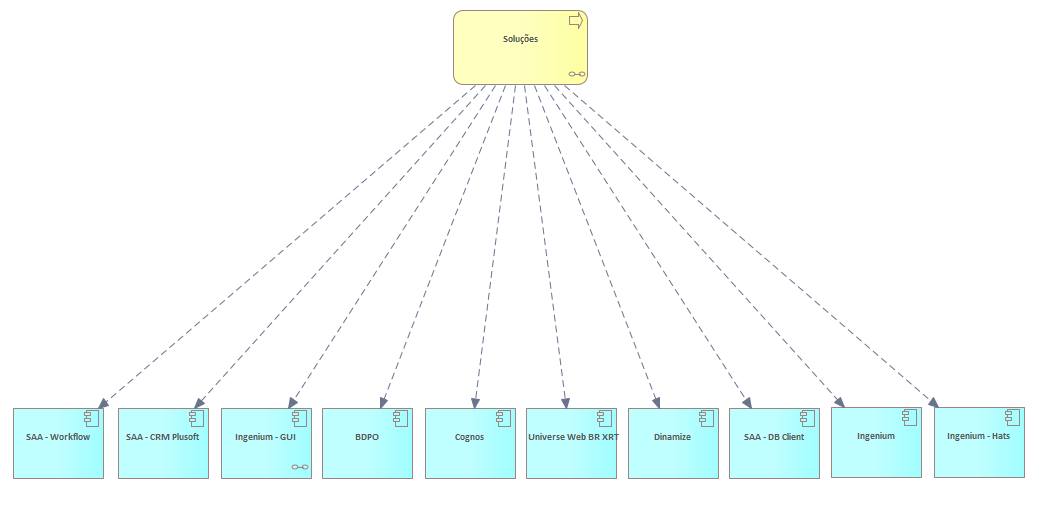 Soluções
SAA - Workflow
SAA - CRM Plusoft
Ingenium - GUI
BDPO
Cognos
Universe Web BR XRT
Dinamize
SAA - DB Client
Ingenium
Ingenium - Hats